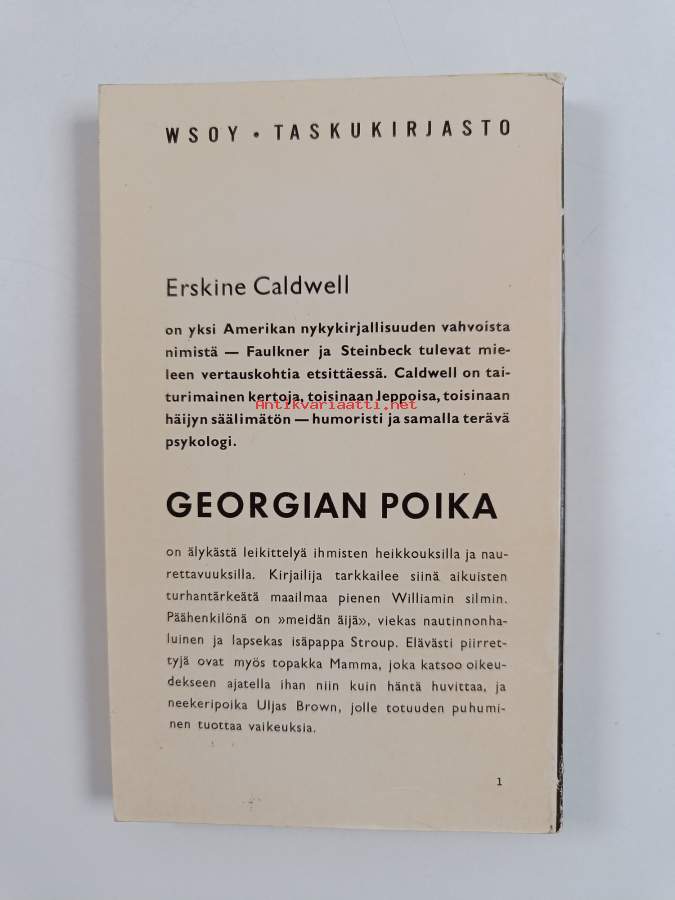 WSOY • TASKUKIRJASTO
Erskine Caldwell
on yksi Amerikan nykykirjallisuuden vahvoista
nimistä — Faulkner ja Steinbeck tulevat mie-
leen vertauskohtia etsittäessä. Caldwell on tai-
turimainen kertoja, toisinaan leppoisa, toisinaan
Antikvariaatti.net
häijyn säälimätön — humoristi ja samalla terävä
psykologi.
GEORGIAN POIKA
on älykästä leikittelyä ihmisten heikkouksilla ja nau-
rettavuuksilla. Kirjailija tarkkailee siinä aikuisten
turhantärkeätä maailmaa pienen Williamin silmin.
Päähenkilönä on »meidän äijä», viekas nautinnonha-
luinen ja lapsekas isäpappa Stroup. Elävästi piirret-
tyjä ovat myös topakka Mamma, joka katsoo oikeu-
dekseen ajatella ihan niin kuin häntä huvittaa, ja
neekeripoika Uljas Brown, jolle totuuden puhumi-
nen tuottaa vaikeuksia.
1